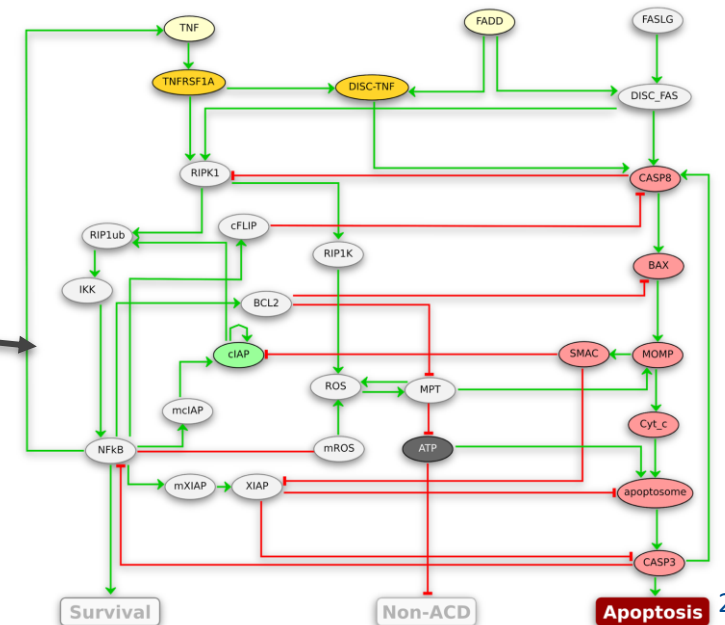 TNF
FADD
FASLG
TNFRSF1A
DISC-TNF
DISC_FAS
RIPK1
CASP8
cFLIP
RIP1ub
RIP1K
BAX
IKK
BCL2
cIAP
SMAC
MOMP
ROS
MPT
mcIAP
Cyt_c
NFkB
mROS
ATP
mXIAP
XIAP
apoptosome
CASP3
Survival
Non-ACD
Apoptosis
2